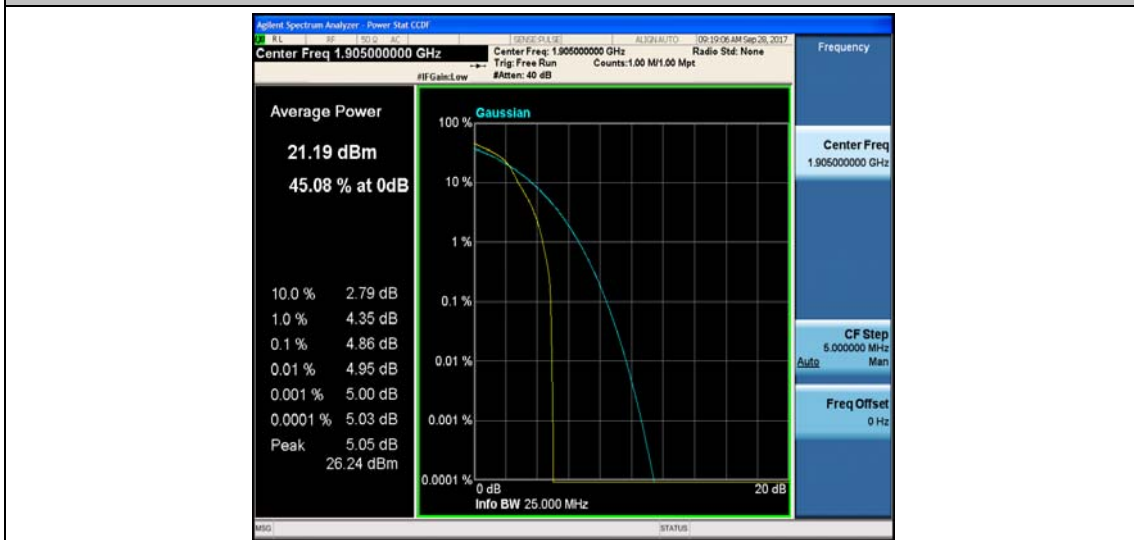 Agilent Spectrum Analyzer - Power Stat CCDF
RL RF 50 Ω AC SENSE:PULSE ALIGN AUTO 09:19:06 AM Sep 28, 2017
Center Freq 1.905000000 GHz
Center Freq: 1.905000000 GHz Radio Std: None
Trig: Free Run Counts:1.00 M/1.00 Mpt
#IFGain:Low #Atten: 40 dB
Frequency
Average Power
21.19 dBm
45.08 % at 0dB
10.0 % 2.79 dB
1.0 % 4.35 dB
0.1 % 4.86 dB
0.01 % 4.95 dB
0.001 % 5.00 dB
0.0001 % 5.03 dB
Peak 5.05 dB
26.24 dBm
Gaussian
100 %
10 %
1 %
0.1 %
0.01 %
0.001 %
0.0001 %
0 dB 20 dB
Info BW 25.000 MHz
Center Freq
1.905000000 GHz
CF Step
5.000000 MHz
Auto Man
Freq Offset
0 Hz
MSG STATUS